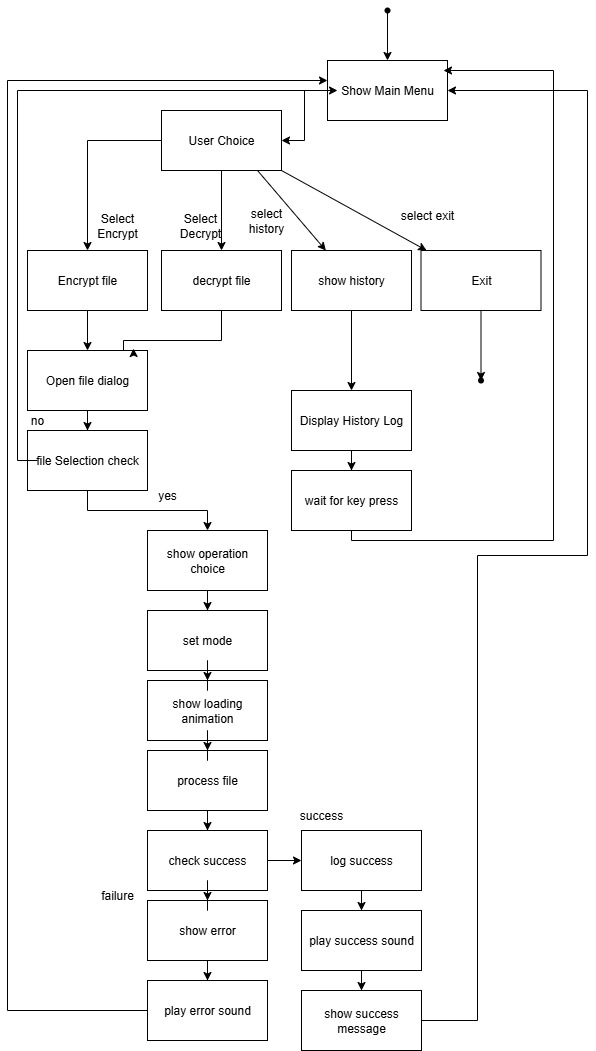 Show Main Menu
User Choice
Select
Encrypt
Select
Decrypt
select
history
select exit
Encrypt file
decrypt file
show history
Exit
Open file dialog
no
file Selection check
Display History Log
wait for key press
yes
show operation
choice
set mode
show loading
animation
process file
success
check success
log success
failure
show error
play success sound
play error sound
show success
message